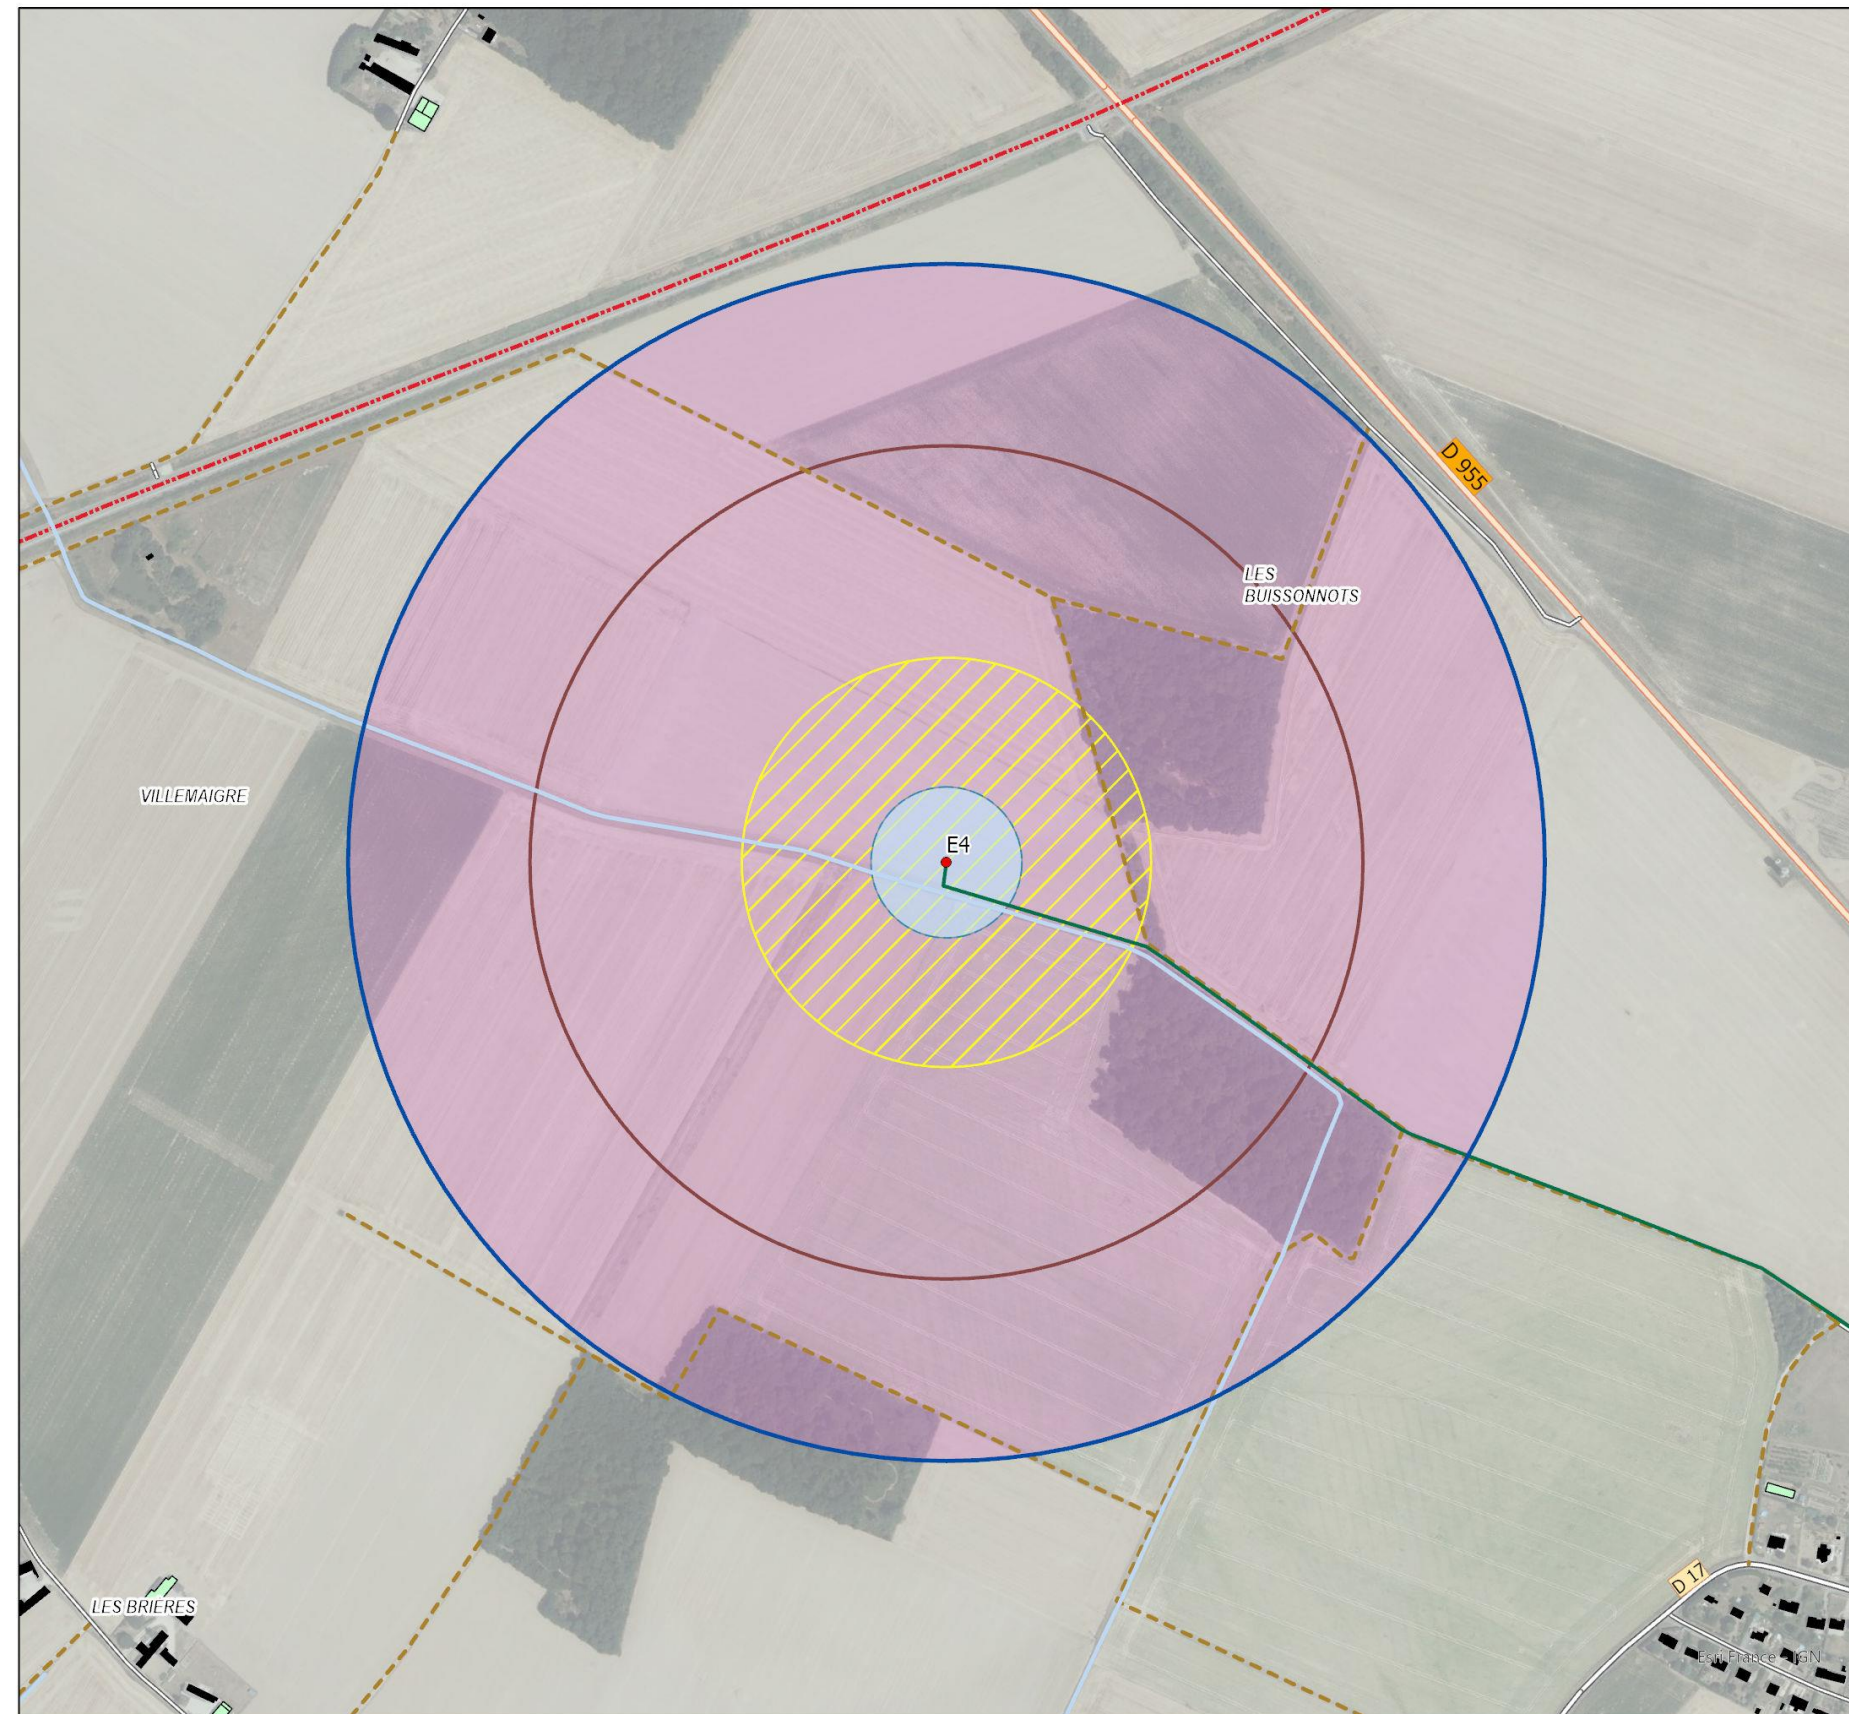 D 955
LES
BUISSONNOTS
VILLEMAIGRE
E4
D 17
LES BRIERES
Esri France - IGN